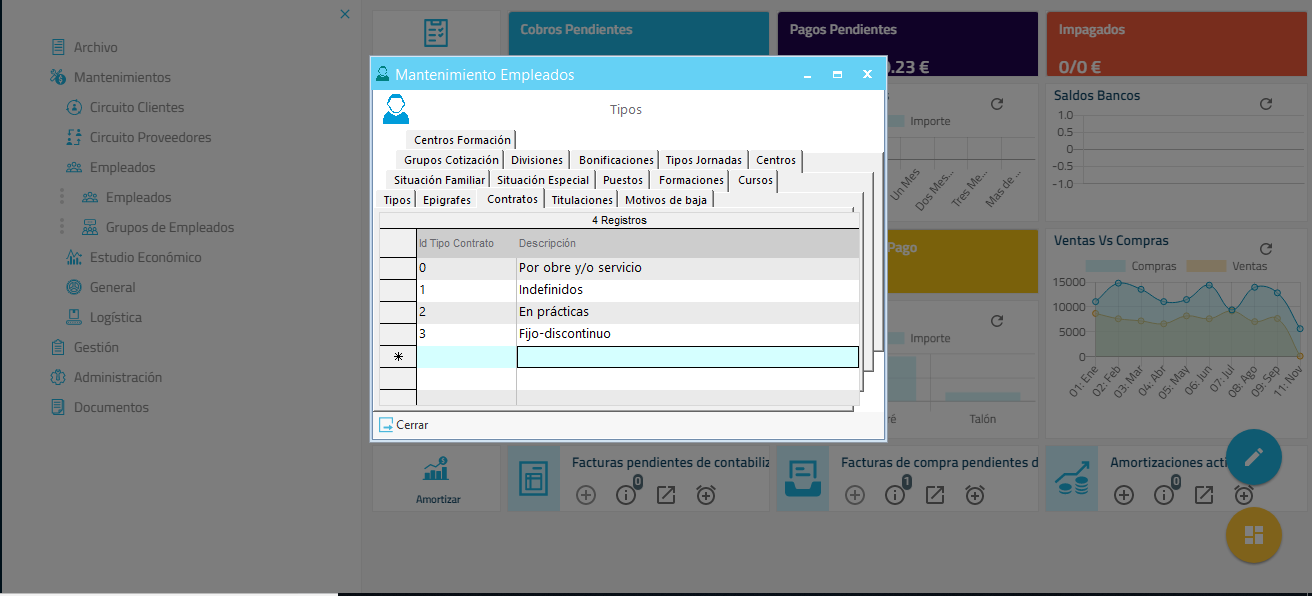 Archivo
Mantenimientos
Circuito Clientes
Circuito Proveedores
Empleados
Empleados
Grupos de Empleados
Estudio Económico
General
Logística
Gestión
Administración
Documentos
Cobros Pendientes
Pagos Pendientes
0.23 €
Impagados
0/0 €
Mantenimiento Empleados
Tipos
Centros Formación
Grupos Cotización Divisiones Bonificaciones Tipos Jornadas Centros
Situación Familiar Situación Especial Puestos Formaciones Cursos
Tipos Epigrafes Contratos Titulaciones Motivos de baja
4 Registros
Id Tipo Contrato Descripción
0 Por obre y/o servicio
1 Indefinidos
2 En prácticas
3 Fijo-discontinuo
*
Cerrar
Importe
Un Mes
Dos Mes...
Tres Me...
Mas de ...
Saldos Bancos
1.0
0.5
0
-0.5
-1.0
Pago
Importe
Talón
Ventas Vs Compras
Compras Ventas
15000
10000
5000
0
01: Ene
02: Feb
03: Mar
04: Abr
05: May
06: Jun
07: Jul
08: Ago
09: Sep
11: Nov
Amortizar
Facturas pendientes de contabiliz
0
Facturas de compra pendientes d
1
Amortizaciones acti
0